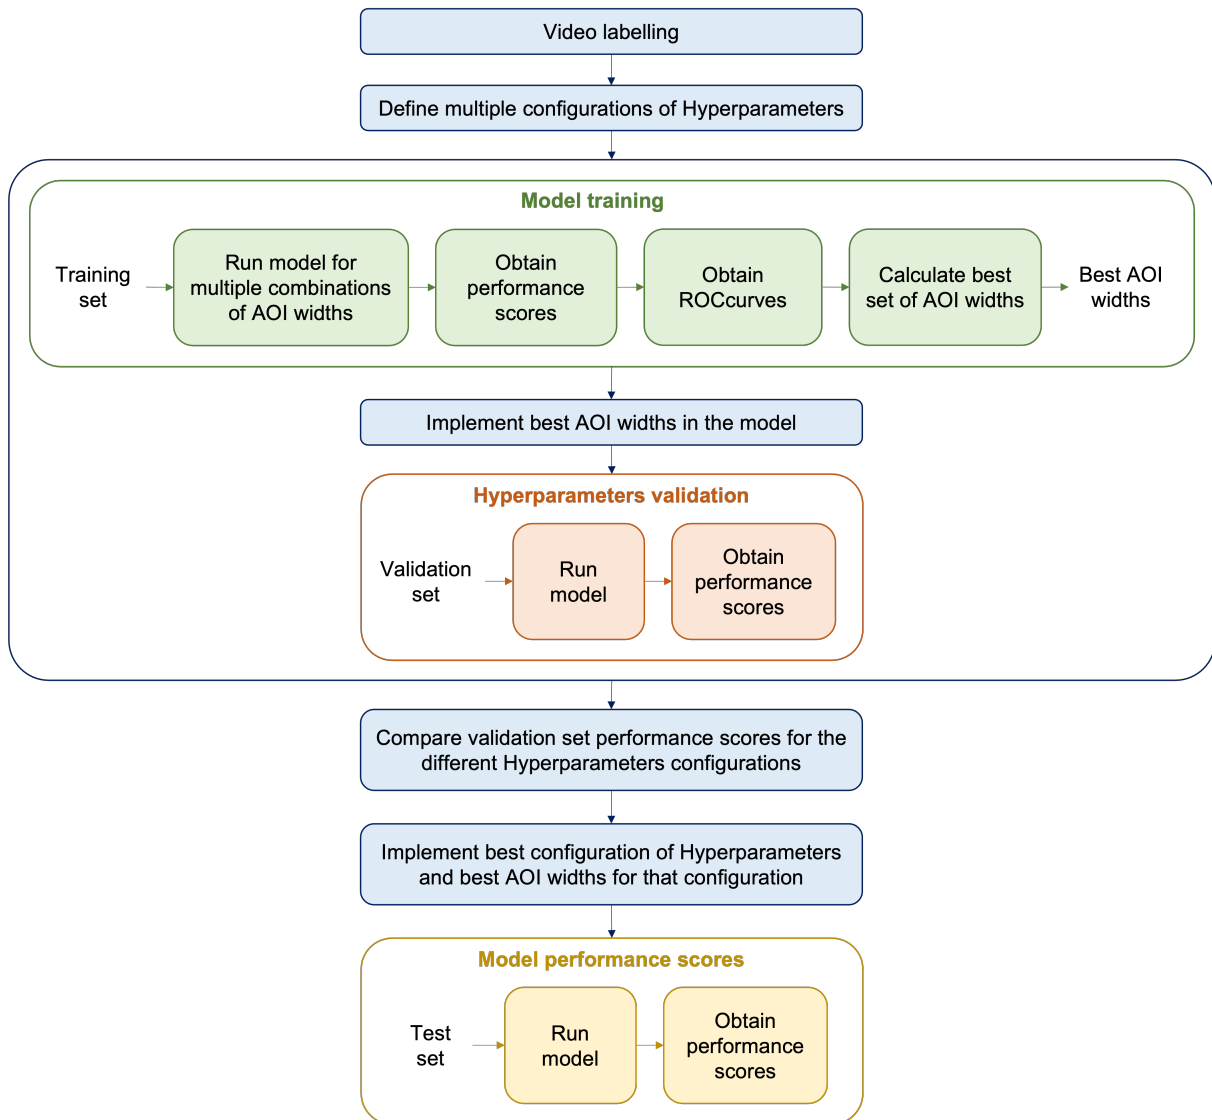 Video labelling
Define multiple configurations of Hyperparameters
Model training
Training
set
Run model for
multiple combinations
of AOI widths
Obtain
performance
scores
Obtain
ROCcurves
Calculate best
set of AOI widths
Best AOI
widths
Implement best AOI widths in the model
Hyperparameters validation
Validation
set
Run
model
Obtain
performance
scores
Compare validation set performance scores for the
different Hyperparameters configurations
Implement best configuration of Hyperparameters
and best AOI widths for that configuration
Model performance scores
Test
set
Run
model
Obtain
performance
scores